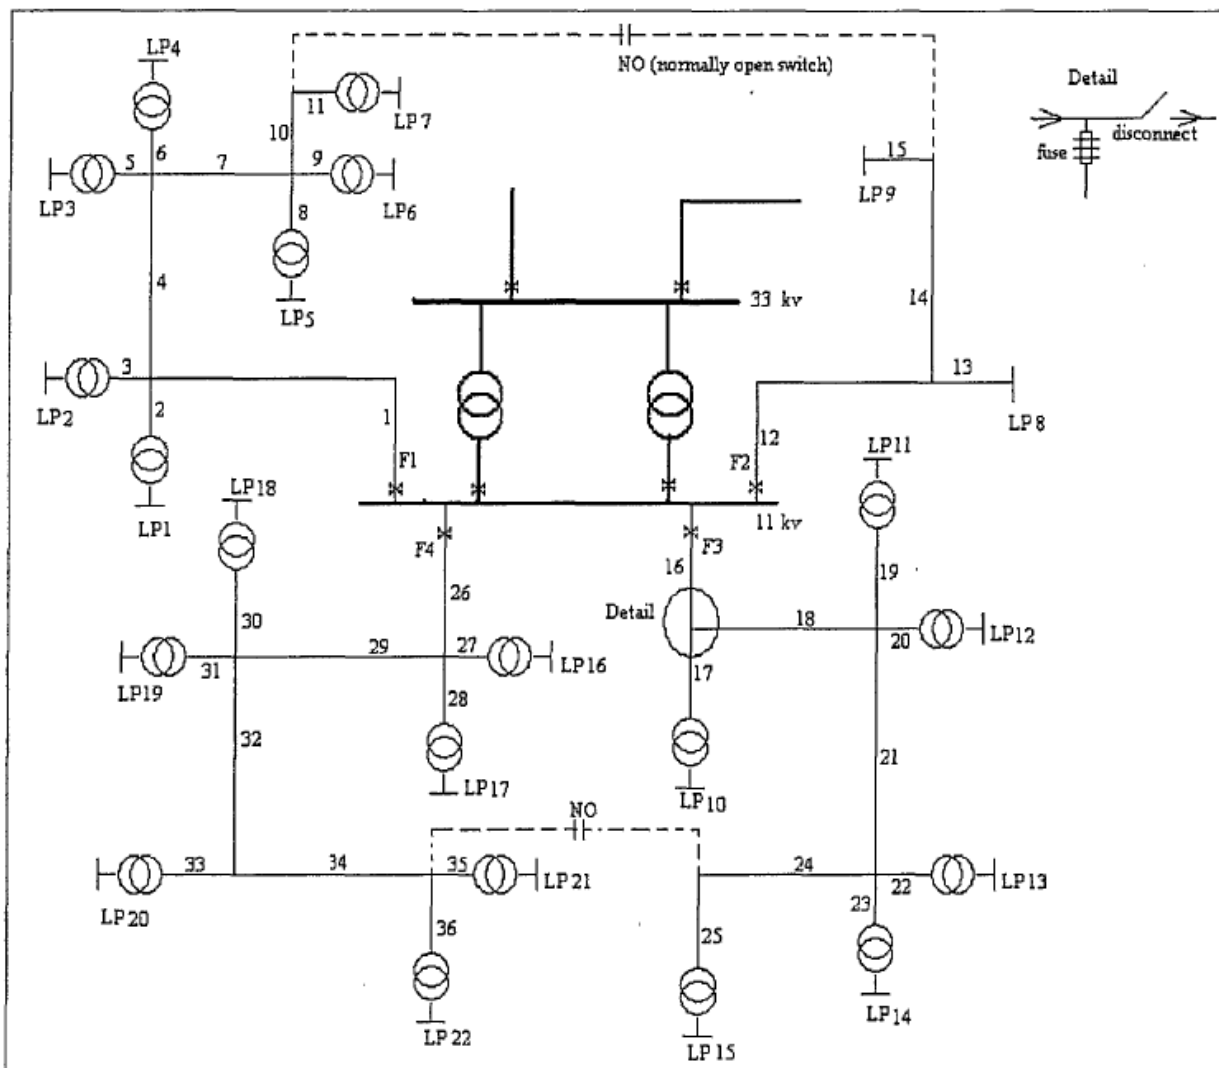 LP4
NO (normally open switch)
Detail
11
LP7
10
disconnect
fuse
15
LP9
5
6
7
9
LP3
LP6
8
4
LP5
33 kv
14
3
13
LP2
2
1
12
LP8
LP11
F1
F2
LP18
LP1
11 kv
F4
F3
16
19
26
Detail
18
30
20
LP12
29
27
31
LP16
17
LP19
28
32
21
LP17
LP10
NO
33
34
35
24
22
LP13
LP21
LP20
23
36
25
LP14
LP22
LP15